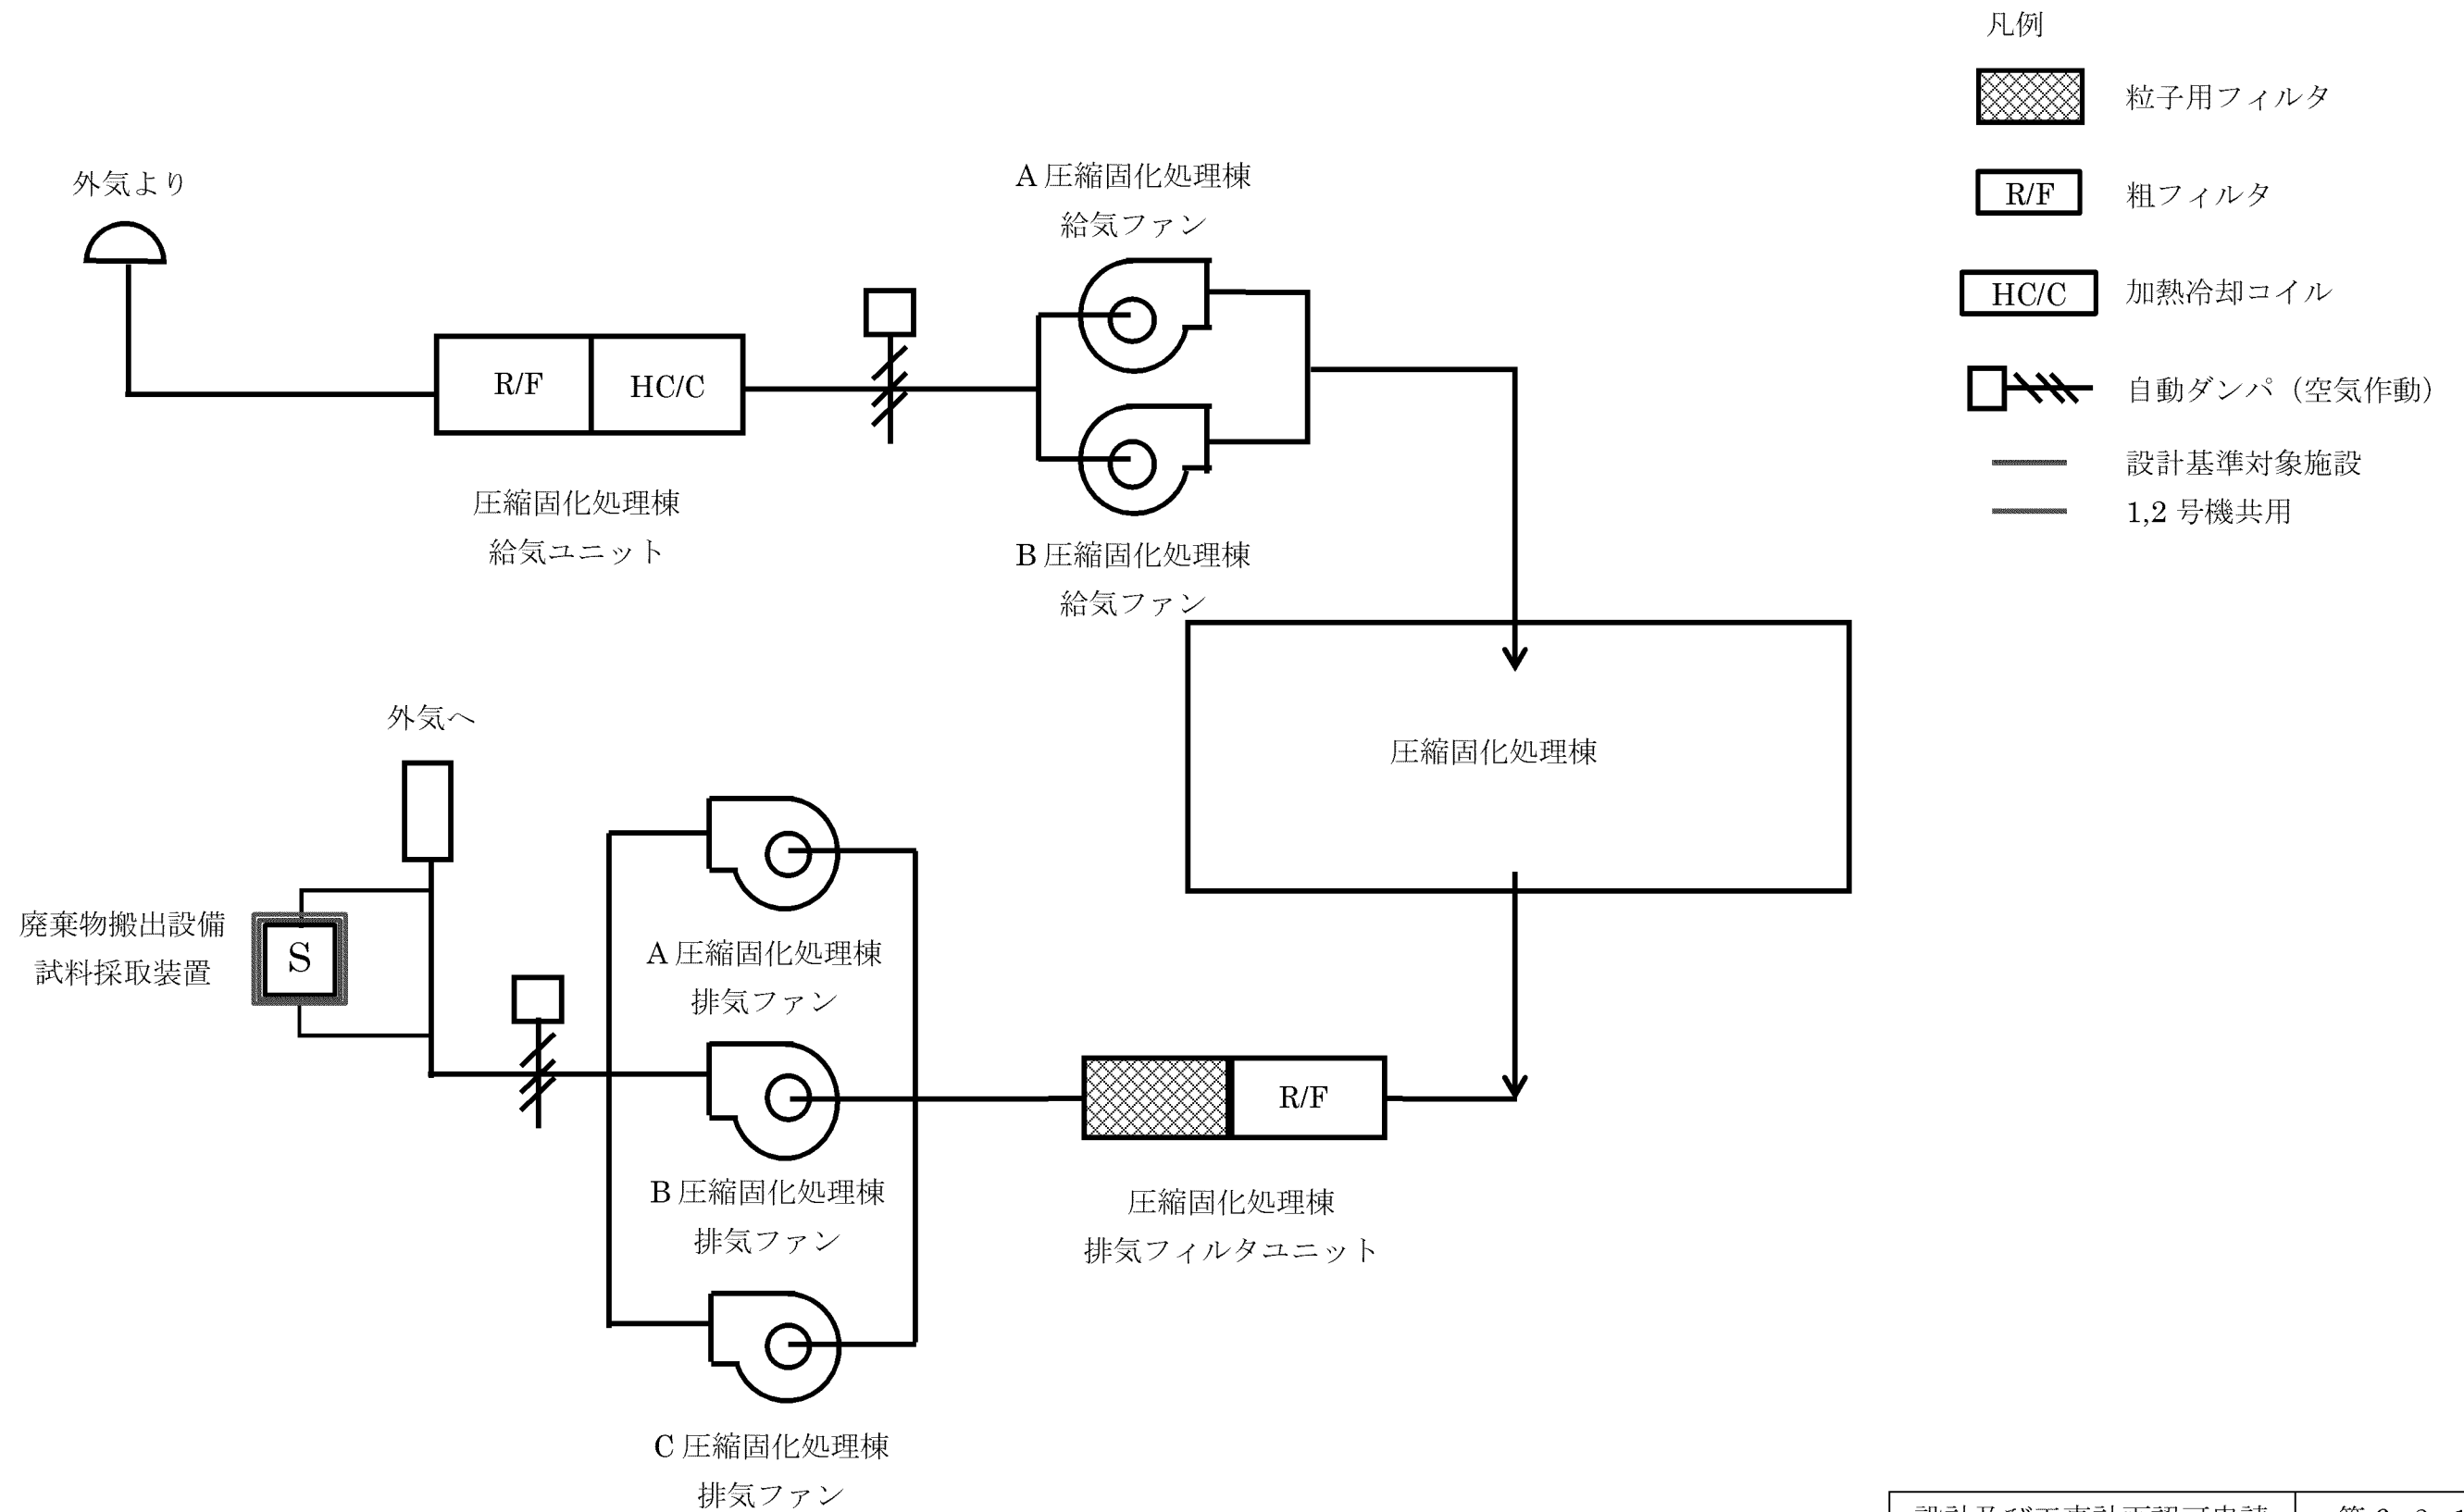 凡例
粒子用フィルタ
R/F 粗フィルタ
HC/C 加熱冷却コイル
自動ダンパ（空気作動）
設計基準対象施設
1,2 号機共用
外気より
R/F
HC/C
圧縮固化処理棟
給気ユニット
A 圧縮固化処理棟
給気ファン
B 圧縮固化処理棟
給気ファン
圧縮固化処理棟
外気へ
廃棄物搬出設備
試料採取装置
S
A 圧縮固化処理棟
排気ファン
B 圧縮固化処理棟
排気ファン
C 圧縮固化処理棟
排気ファン
R/F
圧縮固化処理棟
排気フィルタユニット